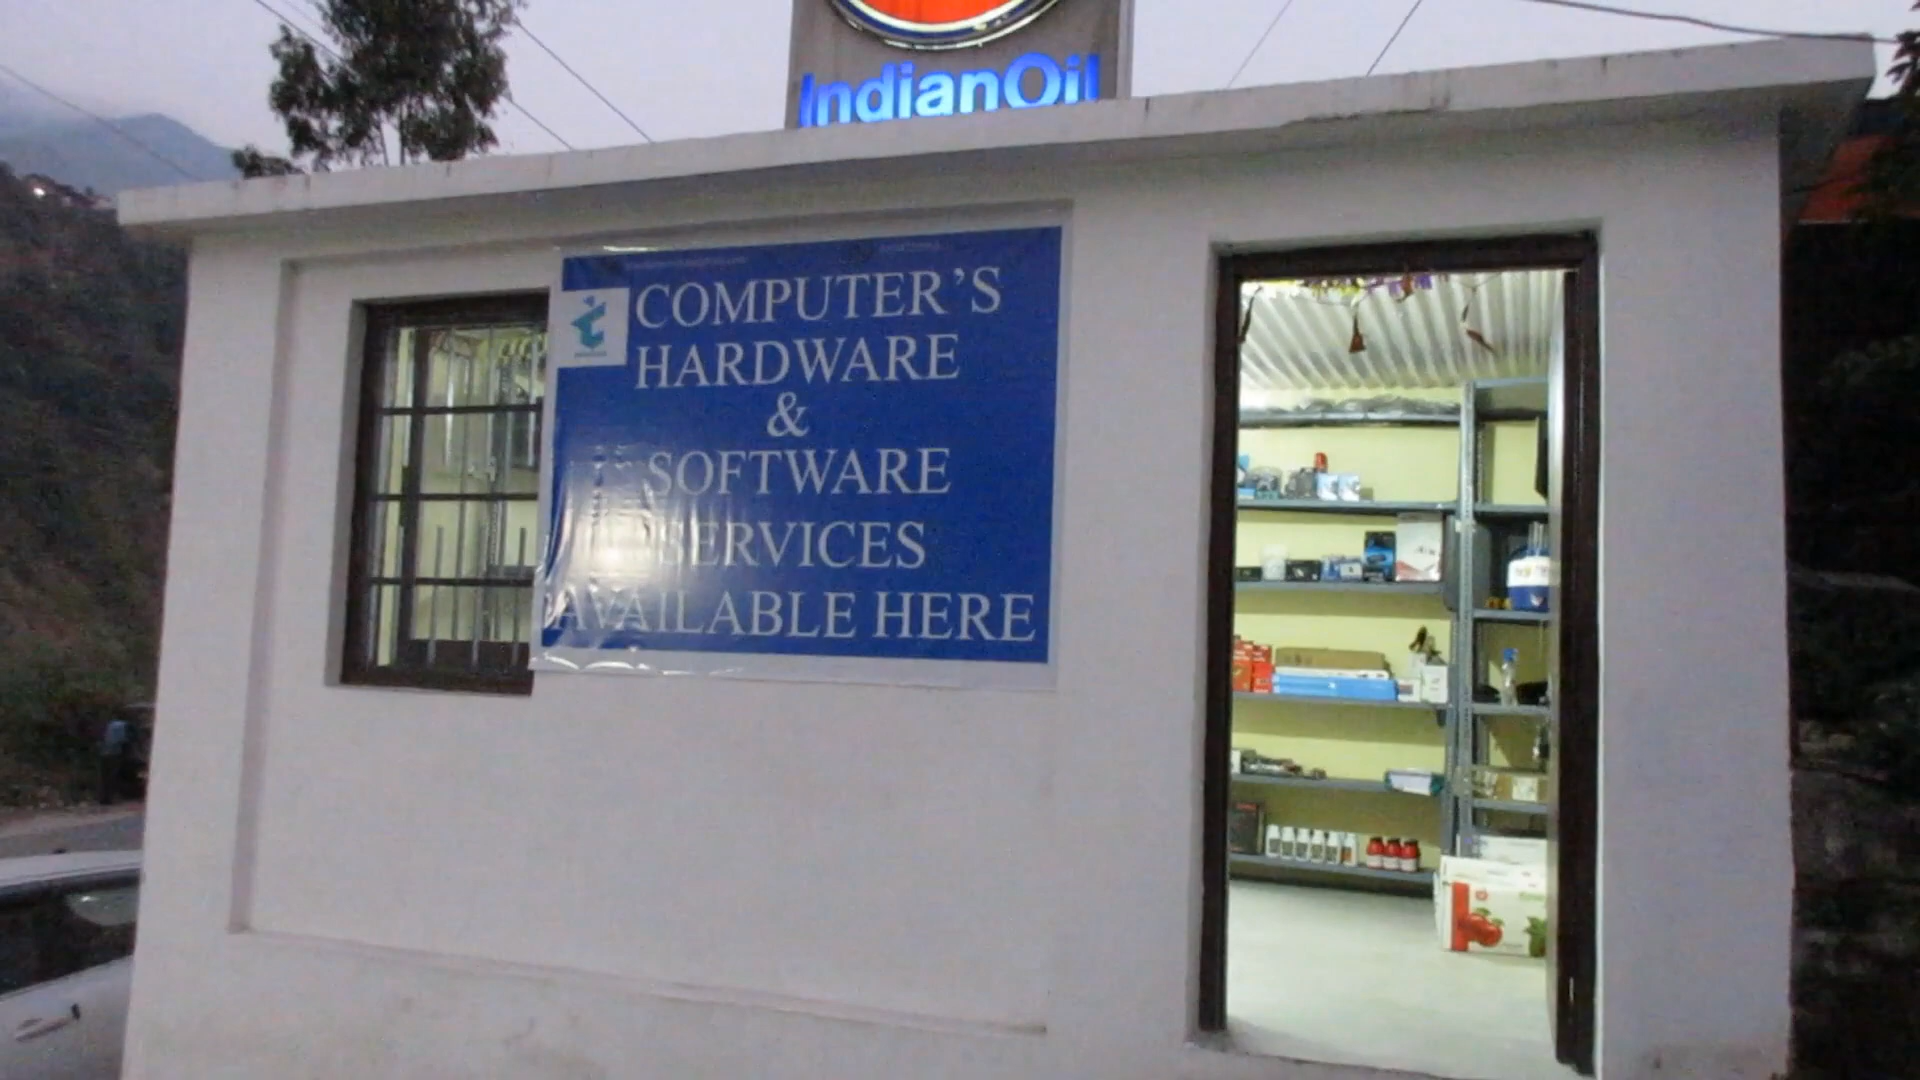 IndianOil
COMPUTER'S
HARDWARE
&
SOFTWARE
SERVICES
AVAILABLE HERE